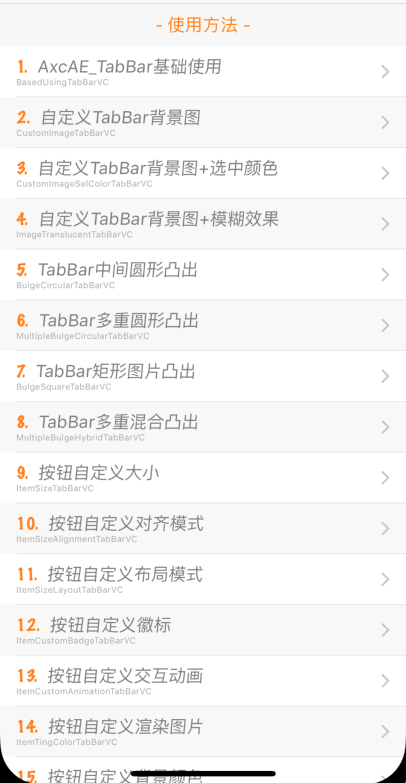 - 使用方法 -
1. AxcAE_TabBar基础使用
BasedUsingTabBarVC
2. 自定义TabBar背景图
CustomImageTabBarVC
3. 自定义TabBar背景图+选中颜色
CustomImageSelColorTabBarVC
4. 自定义TabBar背景图+模糊效果
ImageTranslucentTabBarVC
5. TabBar中间圆形凸出
BulgeCircularTabBarVC
6. TabBar多重圆形凸出
MultipleBulgeCircularTabBarVC
7. TabBar矩形图片凸出
BulgeSquareTabBarVC
8. TabBar多重混合凸出
MultipleBulgeHybridTabBarVC
9. 按钮自定义大小
ItemSizeTabBarVC
10. 按钮自定义对齐模式
ItemSizeAlignmentTabBarVC
11. 按钮自定义布局模式
ItemSizeLayoutTabBarVC
12. 按钮自定义徽标
ItemCustomBadgeTabBarVC
13. 按钮自定义交互动画
ItemCustomAnimationTabBarVC
14. 按钮自定义渲染图片
ItemTingColorTabBarVC
15. 按钮自定义背景颜色